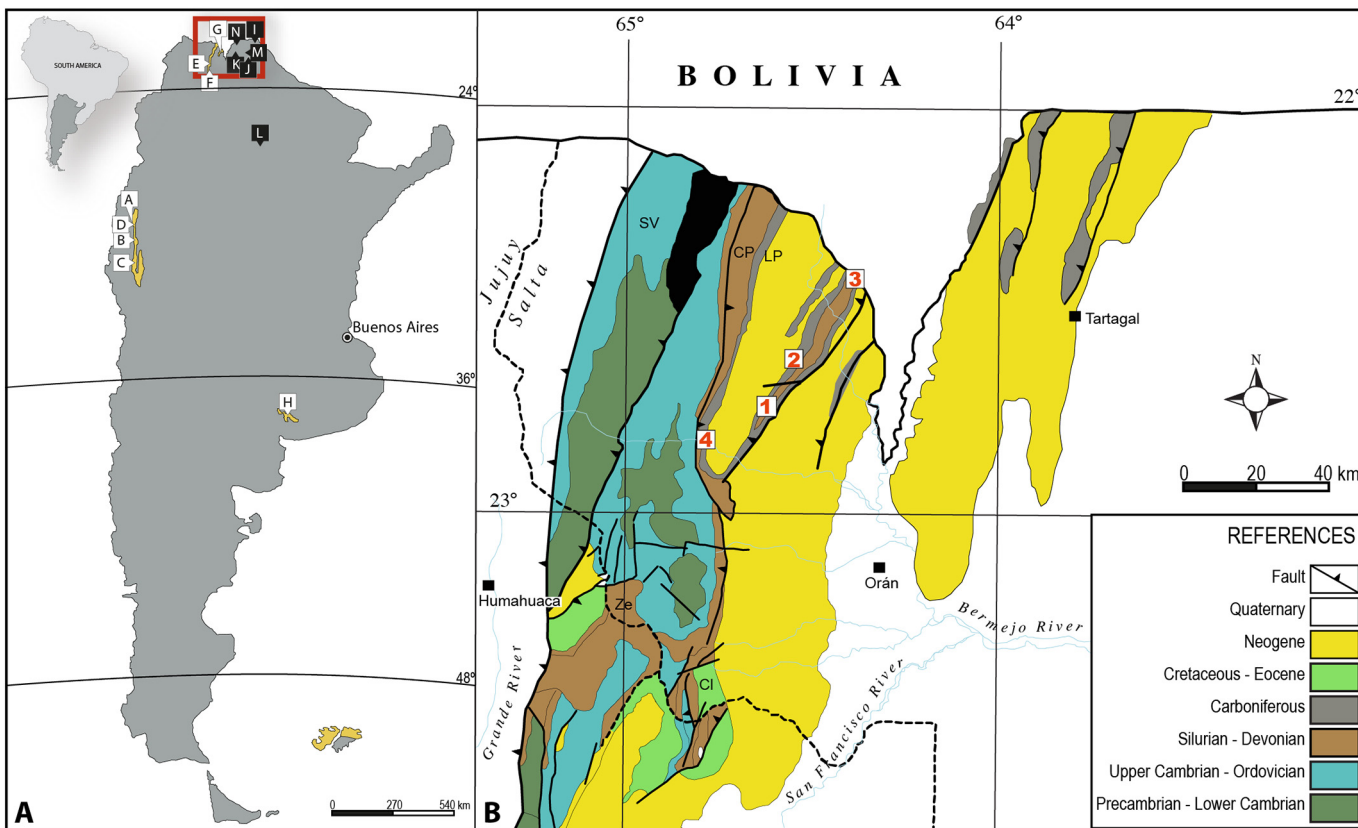 SOUTH AMERICA
G
N
I
E
M
K
J
F
24°
L
A
D
B
C
Buenos Aires
36°
H
48°
0 270 540 km
A
65°
64°
BOLIVIA
22°
Jujuy
Salta
SV
CP
LP
3
2
1
4
Tartagal
N
0 20 40 km
23°
Humahuaca
Ze
Orán
Bermejo River
Grande River
San Francisco River
Cl
B
REFERENCES
Fault
Quaternary
Neogene
Cretaceous - Eocene
Carboniferous
Silurian - Devonian
Upper Cambrian - Ordovician
Precambrian - Lower Cambrian